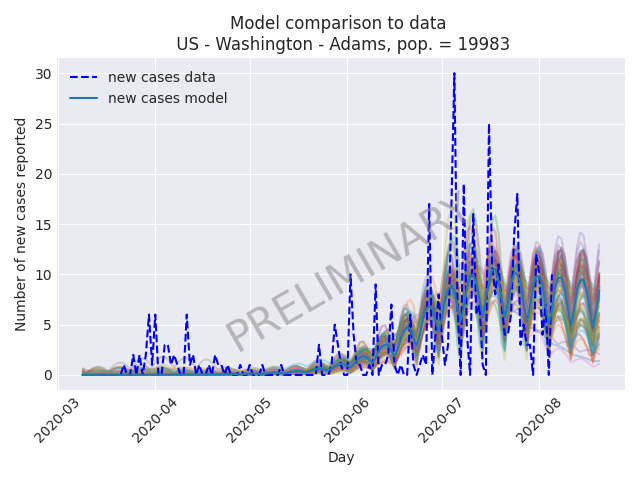 Model comparison to data
US - Washington - Adams, pop. = 19983
new cases data
new cases model
PRELIMINARY
Number of new cases reported
30
25
20
15
10
5
0
2020-03
2020-04
2020-05
2020-06
2020-07
2020-08
Day